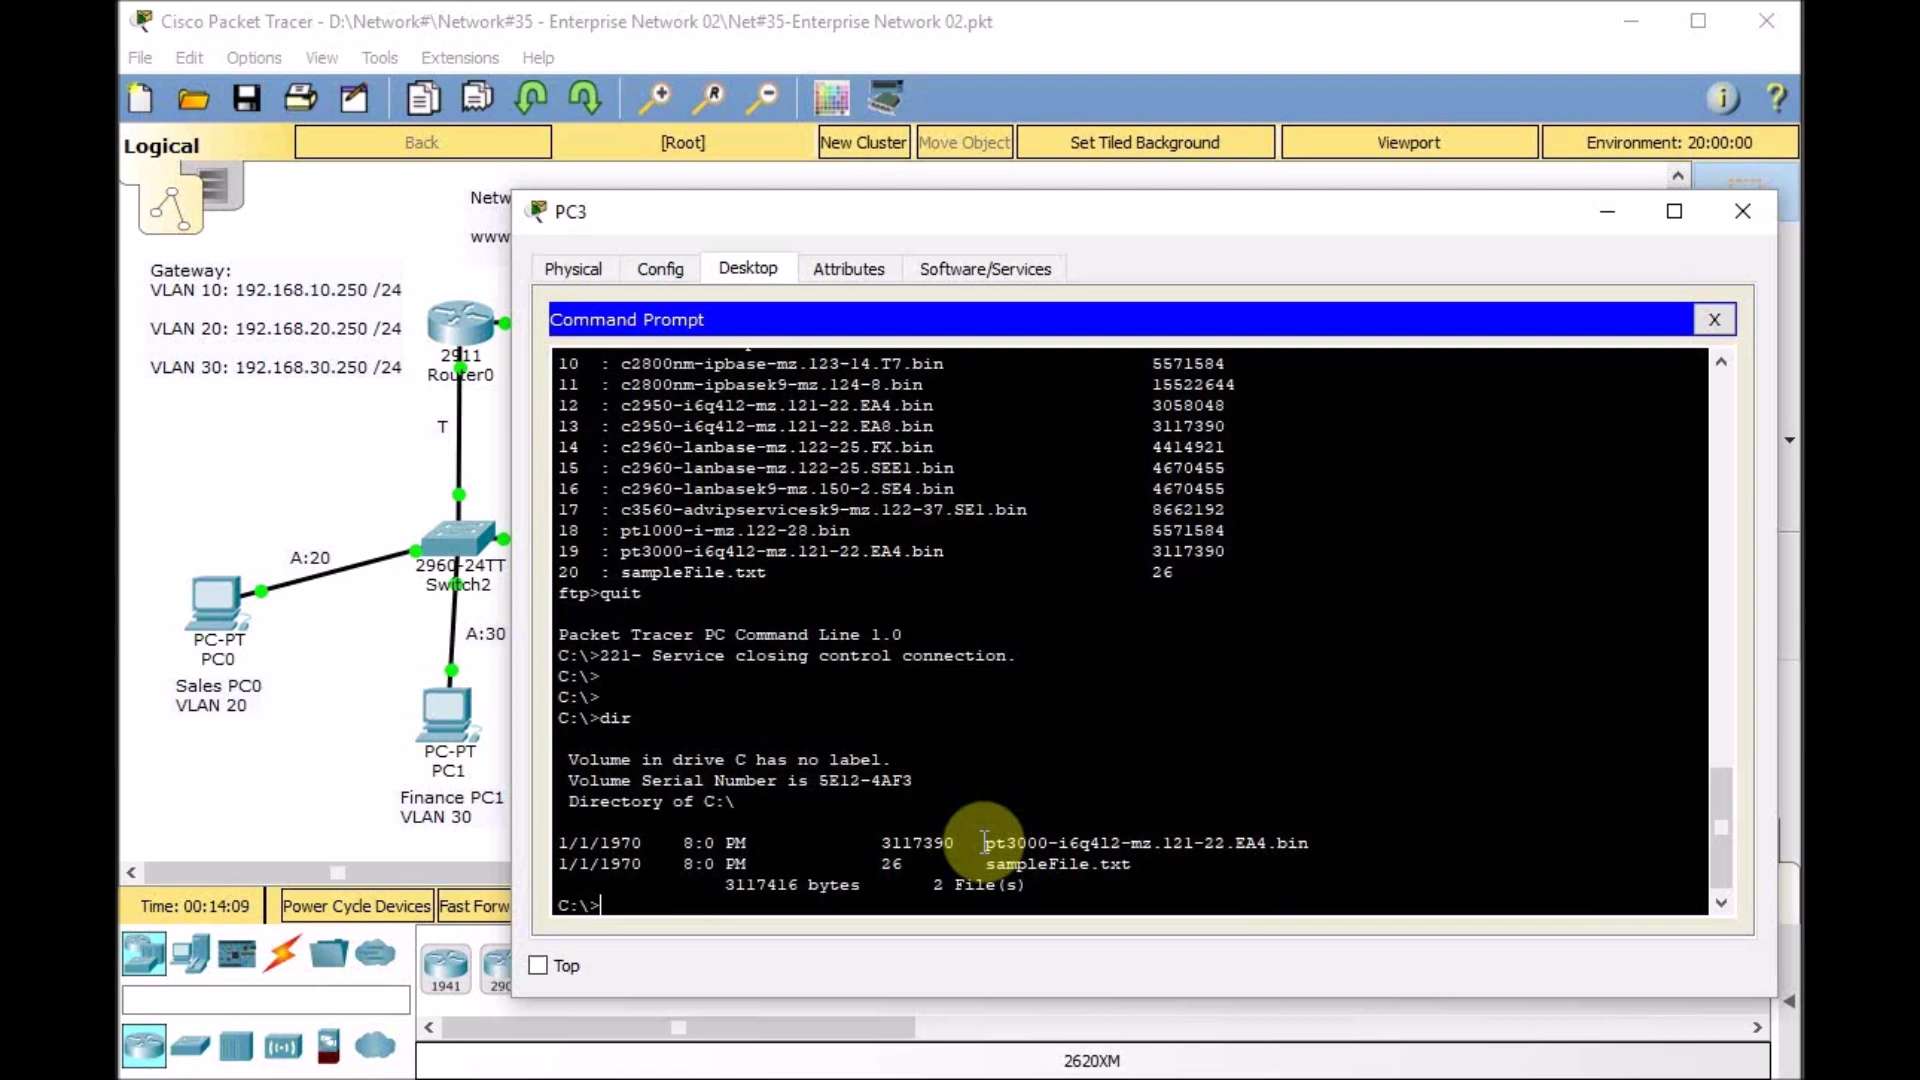 Cisco Packet Tracer - D:\Network#\Network#35 - Enterprise Network 02\Net#35-Enterprise Network 02.pkt
File Edit Options View Tools Extensions Help
Logical Back [Root] New Cluster Move Object Set Tiled Background Viewport Environment: 20:00:00
Netw
www
Gateway:
VLAN 10: 192.168.10.250 /24
VLAN 20: 192.168.20.250 /24
VLAN 30: 192.168.30.250 /24
2911
Router0
T
A:20
2960-24TT
Switch2
A:30
PC-PT
PC0
Sales PC0
VLAN 20
PC-PT
PC1
Finance PC1
VLAN 30
PC3
Physical Config Desktop Attributes Software/Services
Command Prompt X
10 : c2800nm-ipbase-mz.123-14.T7.bin 5571584
11 : c2800nm-ipbasek9-mz.124-8.bin 15522644
12 : c2950-i6q4l2-mz.121-22.EA4.bin 3058048
13 : c2950-i6q4l2-mz.121-22.EA8.bin 3117390
14 : c2960-lanbase-mz.122-25.FX.bin 4414921
15 : c2960-lanbase-mz.122-25.SEE1.bin 4670455
16 : c2960-lanbasek9-mz.150-2.SE4.bin 4670455
17 : c3560-advipservicesk9-mz.122-37.SE1.bin 8662192
18 : pt1000-i-mz.122-28.bin 5571584
19 : pt3000-i6q4l2-mz.121-22.EA4.bin 3117390
20 : sampleFile.txt 26
ftp>quit
Packet Tracer PC Command Line 1.0
C:\>221- Service closing control connection.
C:\>
C:\>
C:\>dir
Volume in drive C has no label.
Volume Serial Number is 5E12-4AF3
Directory of C:\
1/1/1970 8:0 PM 3117390 pt3000-i6q4l2-mz.121-22.EA4.bin
1/1/1970 8:0 PM 26 sampleFile.txt
3117416 bytes 2 File(s)
C:\>
Top
Time: 00:14:09 Power Cycle Devices Fast Forw
1941 290
2620XM